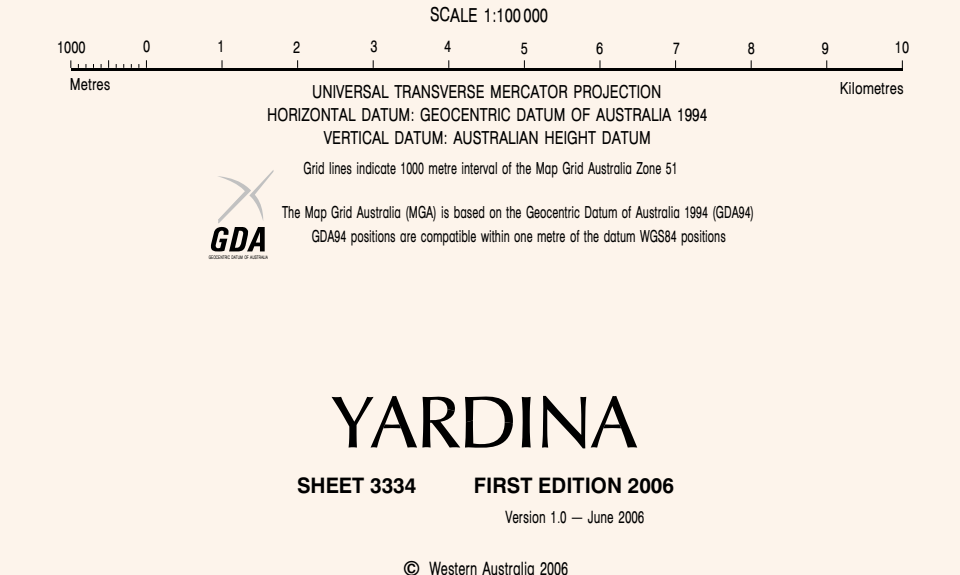 SCALE 1:100 000
1000 0 1 2 3 4 5 6 7 8 9 10
Metres Kilometres
UNIVERSAL TRANSVERSE MERCATOR PROJECTION
HORIZONTAL DATUM: GEOCENTRIC DATUM OF AUSTRALIA 1994
VERTICAL DATUM: AUSTRALIAN HEIGHT DATUM
Grid lines indicate 1000 metre interval of the Map Grid Australia Zone 51
The Map Grid Australia (MGA) is based on the Geocentric Datum of Australia 1994 (GDA94)
GDA94 positions are compatible within one metre of the datum WGS84 positions
GDA
GEOCENTRIC DATUM OF AUSTRALIA
YARDINA
SHEET 3334 FIRST EDITION 2006
Version 1.0 — June 2006
© Western Australia 2006